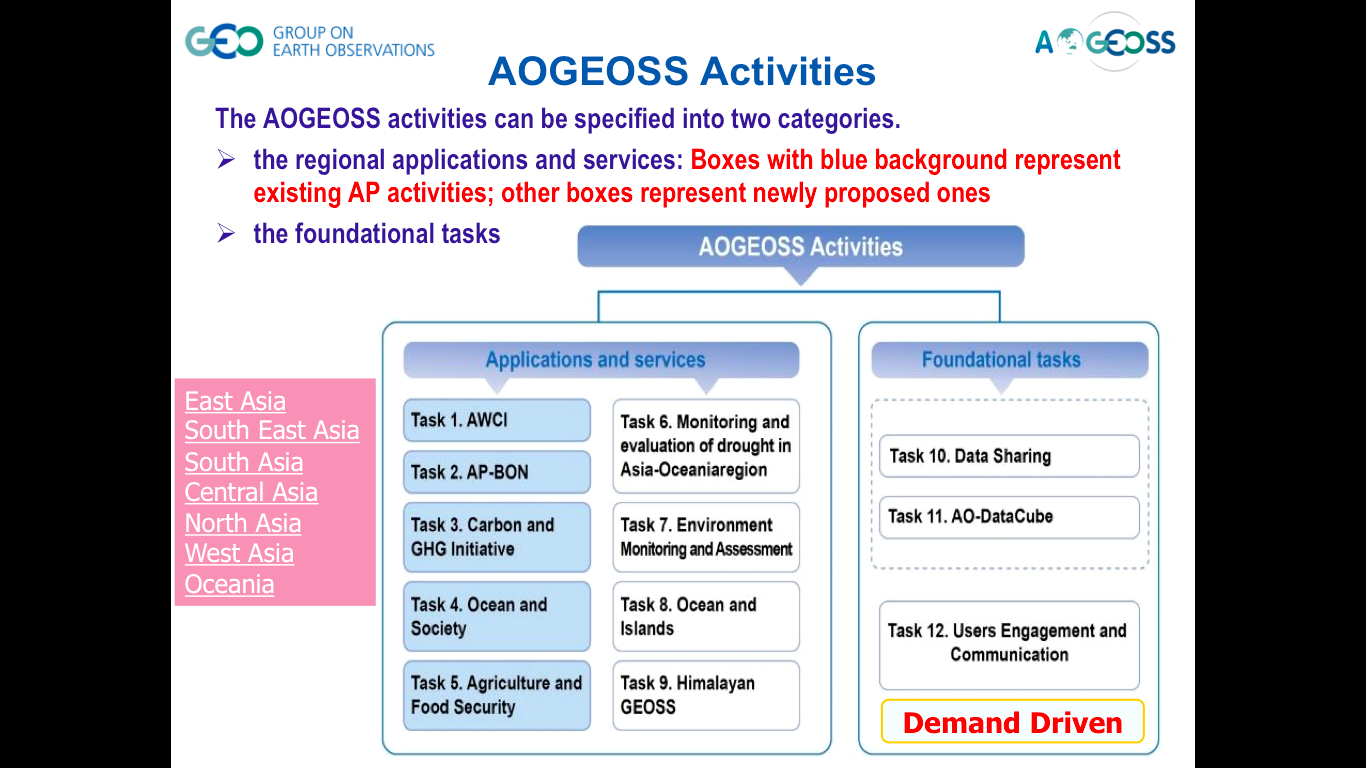 GEO GROUP ON
EARTH OBSERVATIONS
AOGEOSS
AOGEOSS Activities
The AOGEOSS activities can be specified into two categories.
➢ the regional applications and services: Boxes with blue background represent
existing AP activities; other boxes represent newly proposed ones
➢ the foundational tasks
AOGEOSS Activities
Applications and services
Task 1. AWCI
Task 2. AP-BON
Task 3. Carbon and
GHG Initiative
Task 4. Ocean and
Society
Task 5. Agriculture and
Food Security
Task 6. Monitoring and
evaluation of drought in
Asia-Oceaniaregion
Task 7. Environment
Monitoring and Assessment
Task 8. Ocean and
Islands
Task 9. Himalayan
GEOSS
Foundational tasks
Task 10. Data Sharing
Task 11. AO-DataCube
Task 12. Users Engagement and
Communication
Demand Driven
East Asia
South East Asia
South Asia
Central Asia
North Asia
West Asia
Oceania